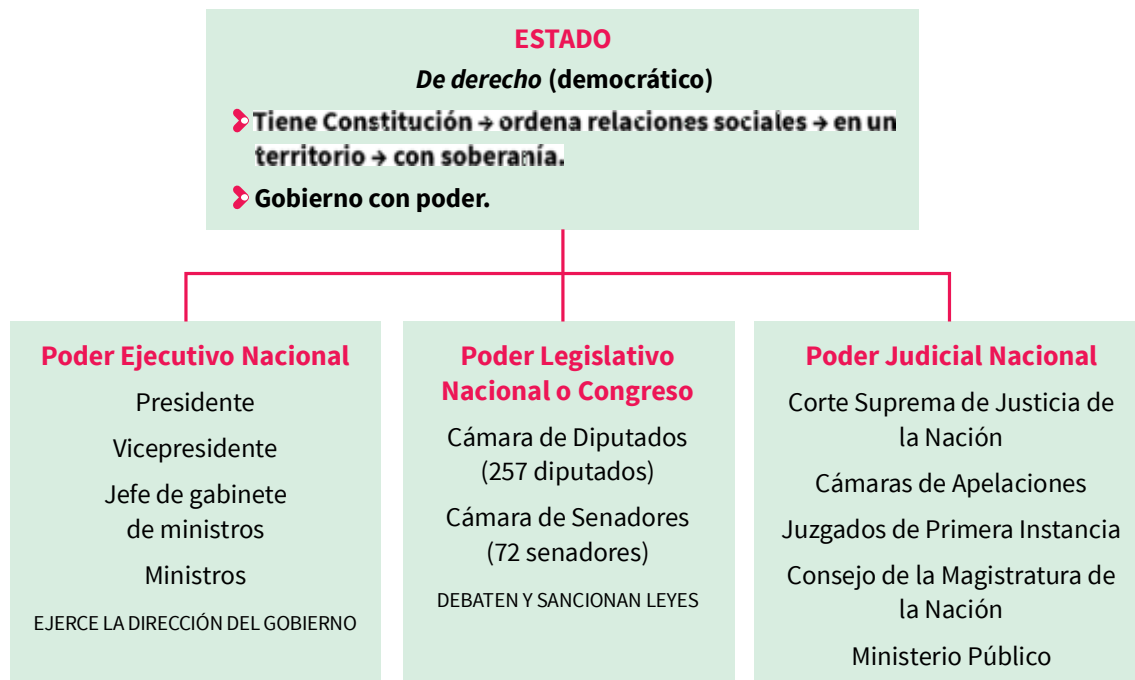 ESTADO
De derecho (democrático)
Tiene Constitución → ordena relaciones sociales → en un
territorio → con soberanía.
Gobierno con poder.
Poder Ejecutivo Nacional
Presidente
Vicepresidente
Jefe de gabinete
de ministros
Ministros
EJERCE LA DIRECCIÓN DEL GOBIERNO
Poder Legislativo
Nacional o Congreso
Cámara de Diputados
(257 diputados)
Cámara de Senadores
(72 senadores)
DEBATEN Y SANCIONAN LEYES
Poder Judicial Nacional
Corte Suprema de Justicia de
la Nación
Cámaras de Apelaciones
Juzgados de Primera Instancia
Consejo de la Magistratura de
la Nación
Ministerio Público